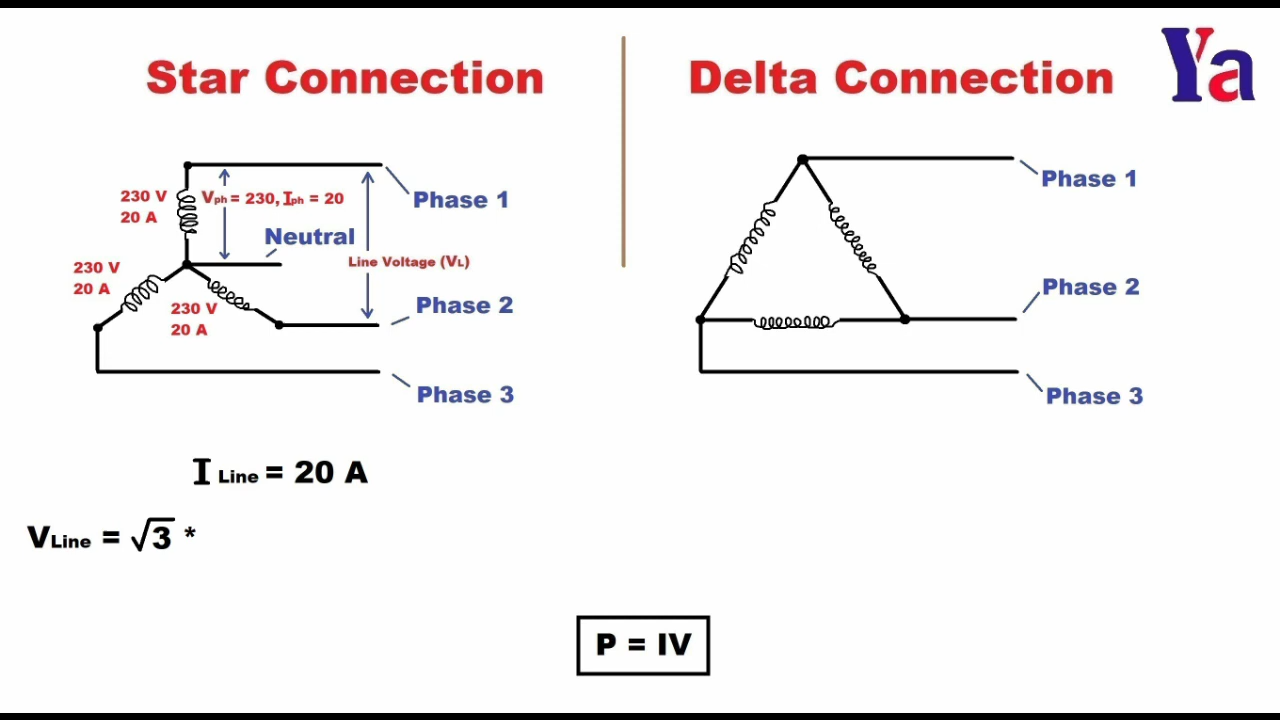 Star Connection
Delta Connection
Ya
230 V
20 A
Vph = 230, Iph = 20
Phase 1
Neutral
Line Voltage (VL)
230 V
20 A
230 V
20 A
Phase 2
Phase 3
Phase 1
Phase 2
Phase 3
I Line = 20 A
VLine = √3 *
P = IV